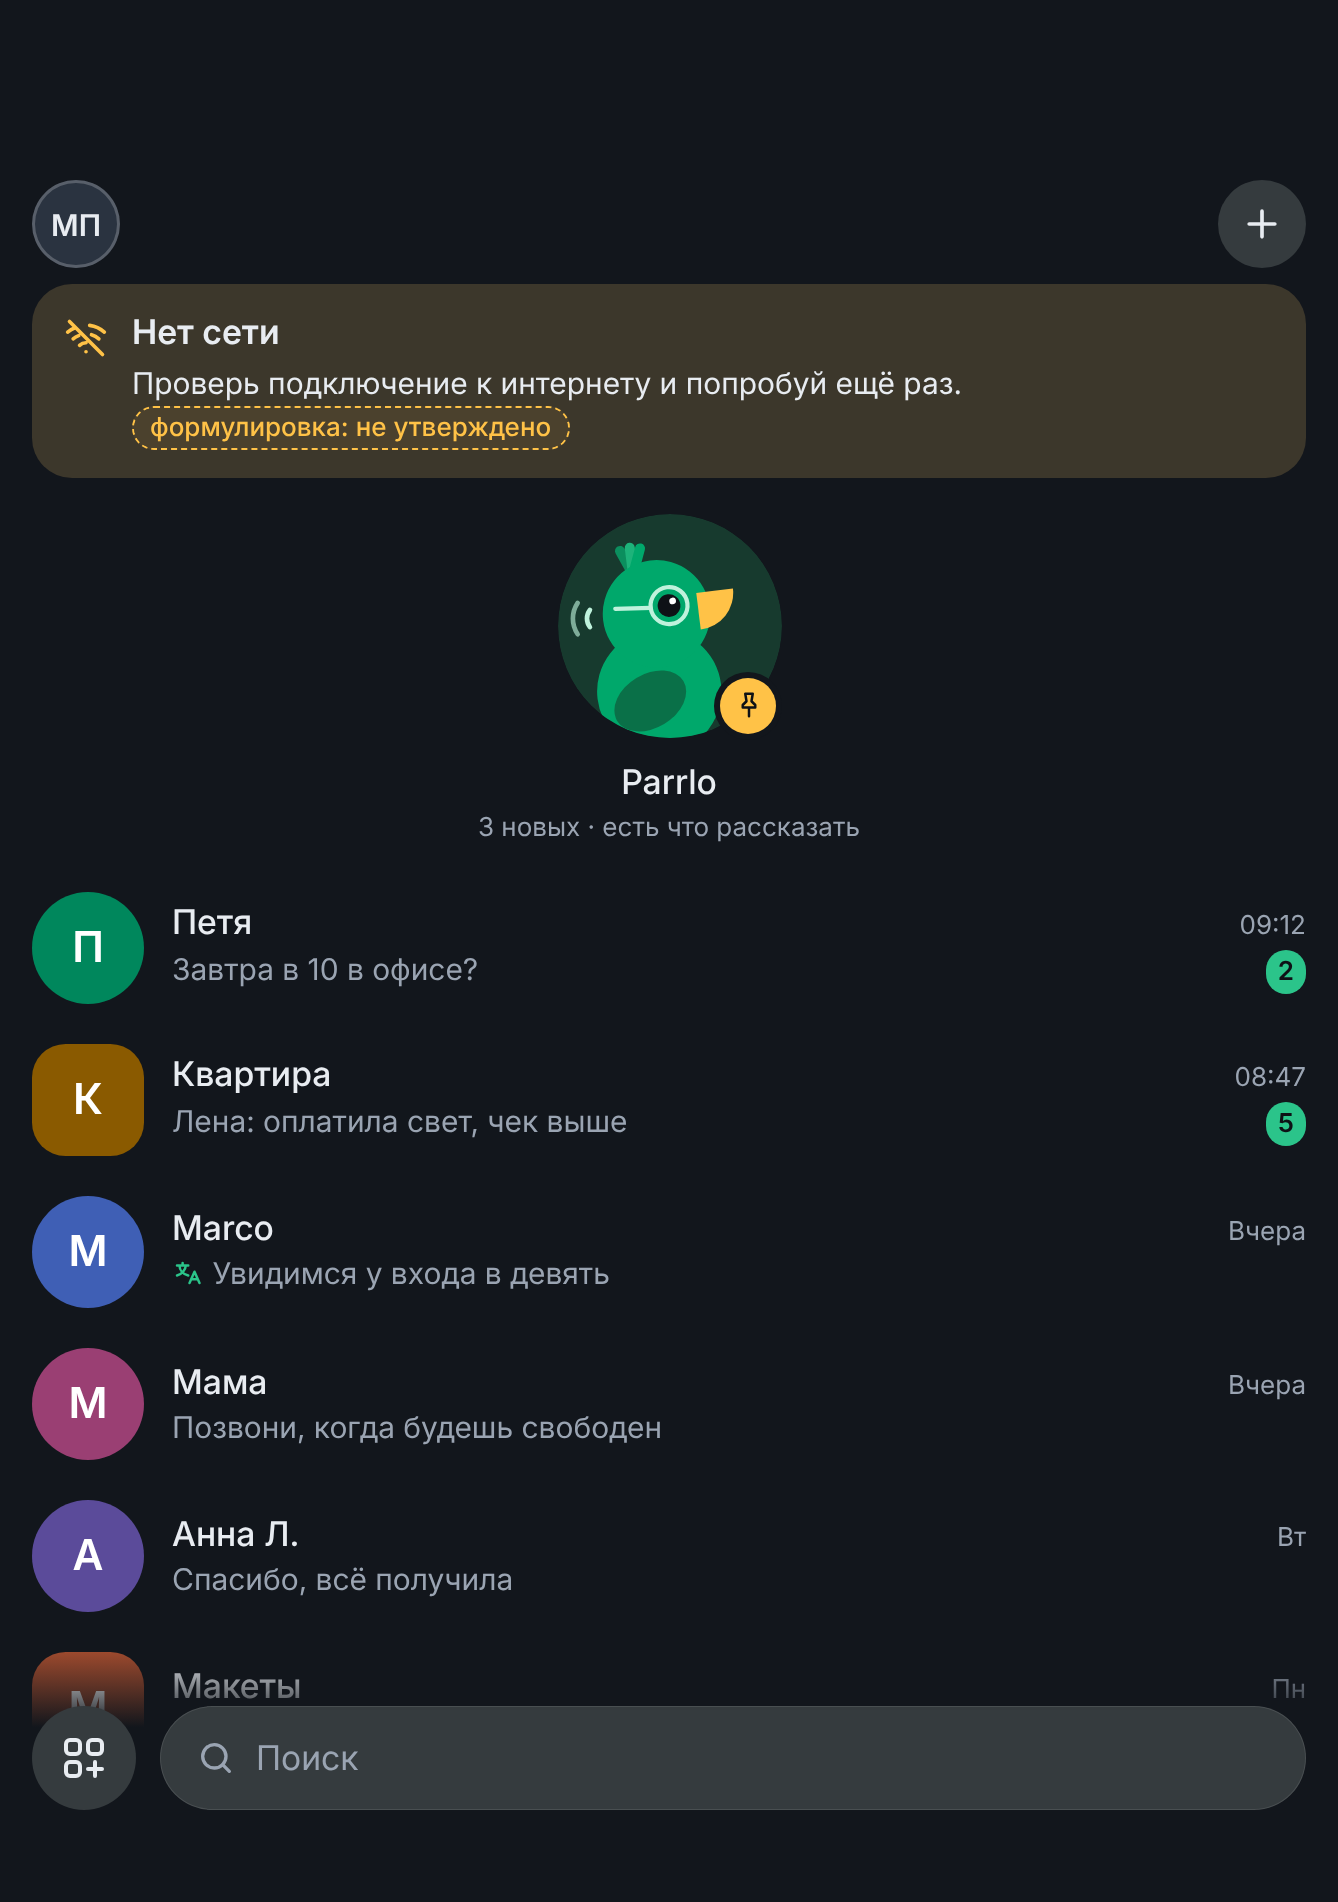 МП
Нет сети
Проверь подключение к интернету и попробуй ещё раз.
формулировка: не утверждено
Parrlo
3 новых · есть что рассказать
П
Петя
09:12
Завтра в 10 в офисе?
2
К
Квартира
08:47
Лена: оплатила свет, чек выше
5
M
Marco
Вчера
Увидимся у входа в девять
М
Мама
Вчера
Позвони, когда будешь свободен
А
Анна Л.
Вт
Спасибо, всё получила
М
Макеты
Пн
Поиск